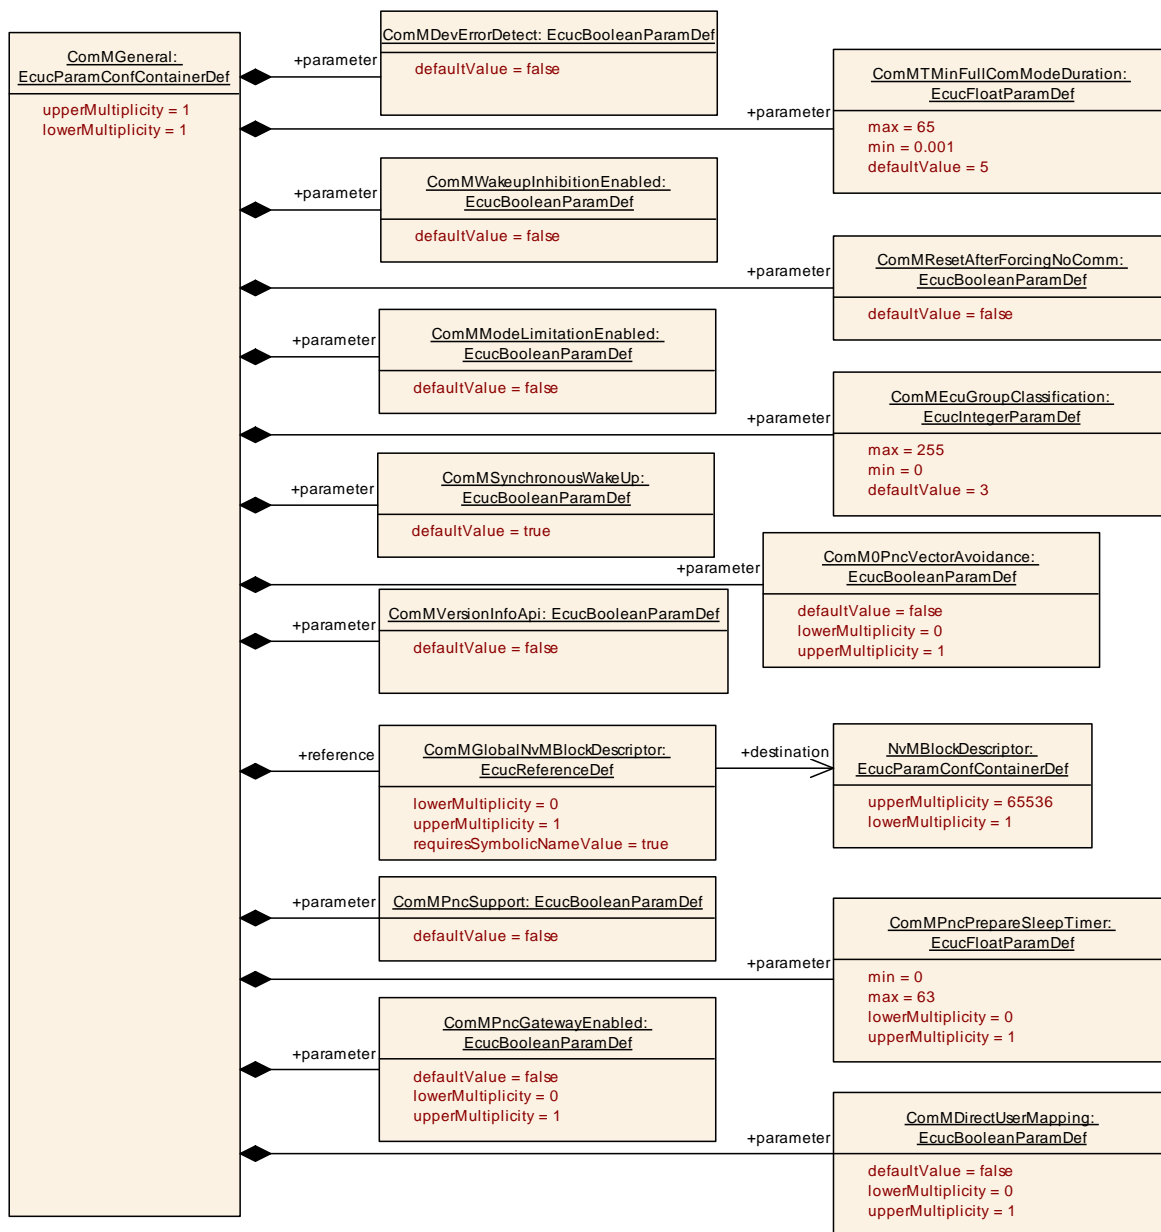 ComMGeneral:
EcucParamConfContainerDef
upperMultiplicity = 1
lowerMultiplicity = 1
+parameter
ComMDevErrorDetect: EcucBooleanParamDef
defaultValue = false
+parameter
ComMTMinFullComModeDuration:
EcucFloatParamDef
max = 65
min = 0.001
defaultValue = 5
+parameter
ComMWakeupInhibitionEnabled:
EcucBooleanParamDef
defaultValue = false
+parameter
ComMResetAfterForcingNoComm:
EcucBooleanParamDef
defaultValue = false
+parameter
ComMModeLimitationEnabled:
EcucBooleanParamDef
defaultValue = false
+parameter
ComMEcuGroupClassification:
EcucIntegerParamDef
max = 255
min = 0
defaultValue = 3
+parameter
ComMSynchronousWakeUp:
EcucBooleanParamDef
defaultValue = true
+parameter
ComM0PncVectorAvoidance:
EcucBooleanParamDef
defaultValue = false
lowerMultiplicity = 0
upperMultiplicity = 1
+parameter
ComMVersionInfoApi: EcucBooleanParamDef
defaultValue = false
+reference
ComMGlobalNvMBlockDescriptor:
EcucReferenceDef
lowerMultiplicity = 0
upperMultiplicity = 1
requiresSymbolicNameValue = true
+destination
NvMBlockDescriptor:
EcucParamConfContainerDef
upperMultiplicity = 65536
lowerMultiplicity = 1
+parameter
ComMPncSupport: EcucBooleanParamDef
defaultValue = false
+parameter
ComMPncPrepareSleepTimer:
EcucFloatParamDef
min = 0
max = 63
lowerMultiplicity = 0
upperMultiplicity = 1
+parameter
ComMPncGatewayEnabled:
EcucBooleanParamDef
defaultValue = false
lowerMultiplicity = 0
upperMultiplicity = 1
+parameter
ComMDirectUserMapping:
EcucBooleanParamDef
defaultValue = false
lowerMultiplicity = 0
upperMultiplicity = 1